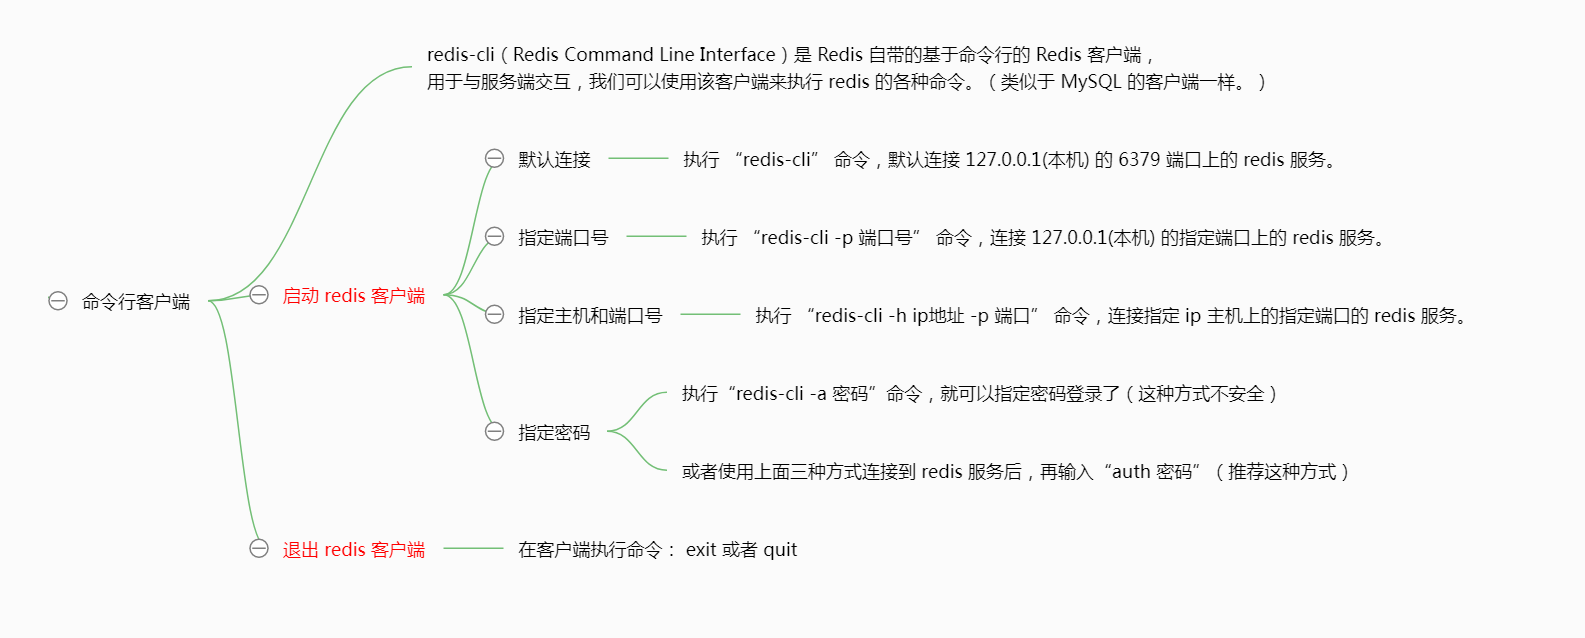 redis-cli（Redis Command Line Interface）是 Redis 自带的基于命令行的 Redis 客户端，
用于与服务端交互，我们可以使用该客户端来执行 redis 的各种命令。（类似于 MySQL 的客户端一样。）
命令行客户端
启动 redis 客户端
默认连接
执行 “redis-cli” 命令，默认连接 127.0.0.1(本机) 的 6379 端口上的 redis 服务。
指定端口号
执行 “redis-cli -p 端口号” 命令，连接 127.0.0.1(本机) 的指定端口上的 redis 服务。
指定主机和端口号
执行 “redis-cli -h ip地址 -p 端口” 命令，连接指定 ip 主机上的指定端口的 redis 服务。
指定密码
执行“redis-cli -a 密码”命令，就可以指定密码登录了（这种方式不安全）
或者使用上面三种方式连接到 redis 服务后，再输入“auth 密码”（推荐这种方式）
退出 redis 客户端
在客户端执行命令： exit 或者 quit